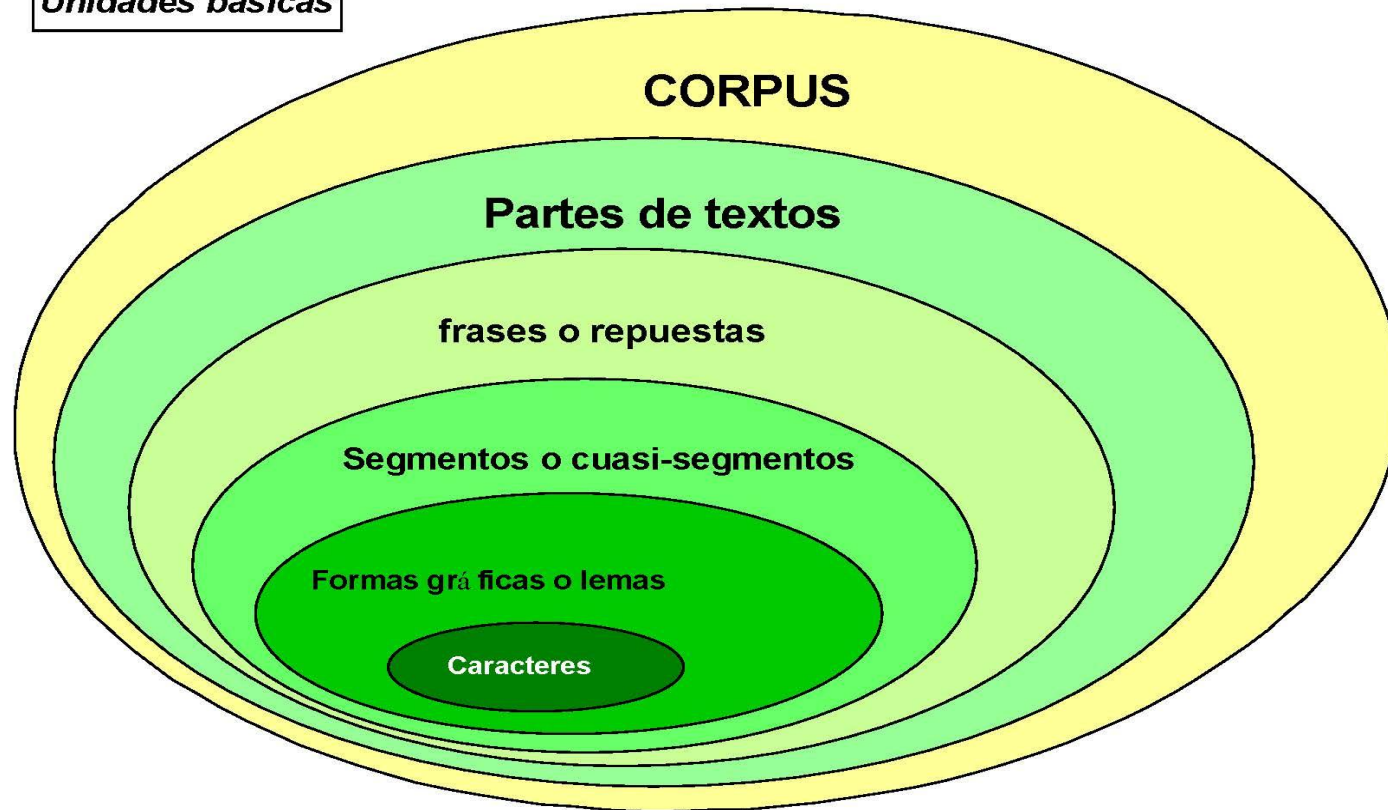 Unidades básicas
CORPUS
Partes de textos
frases o repuestas
Segmentos o cuasi-segmentos
Formas grá ficas o lemas
Caracteres